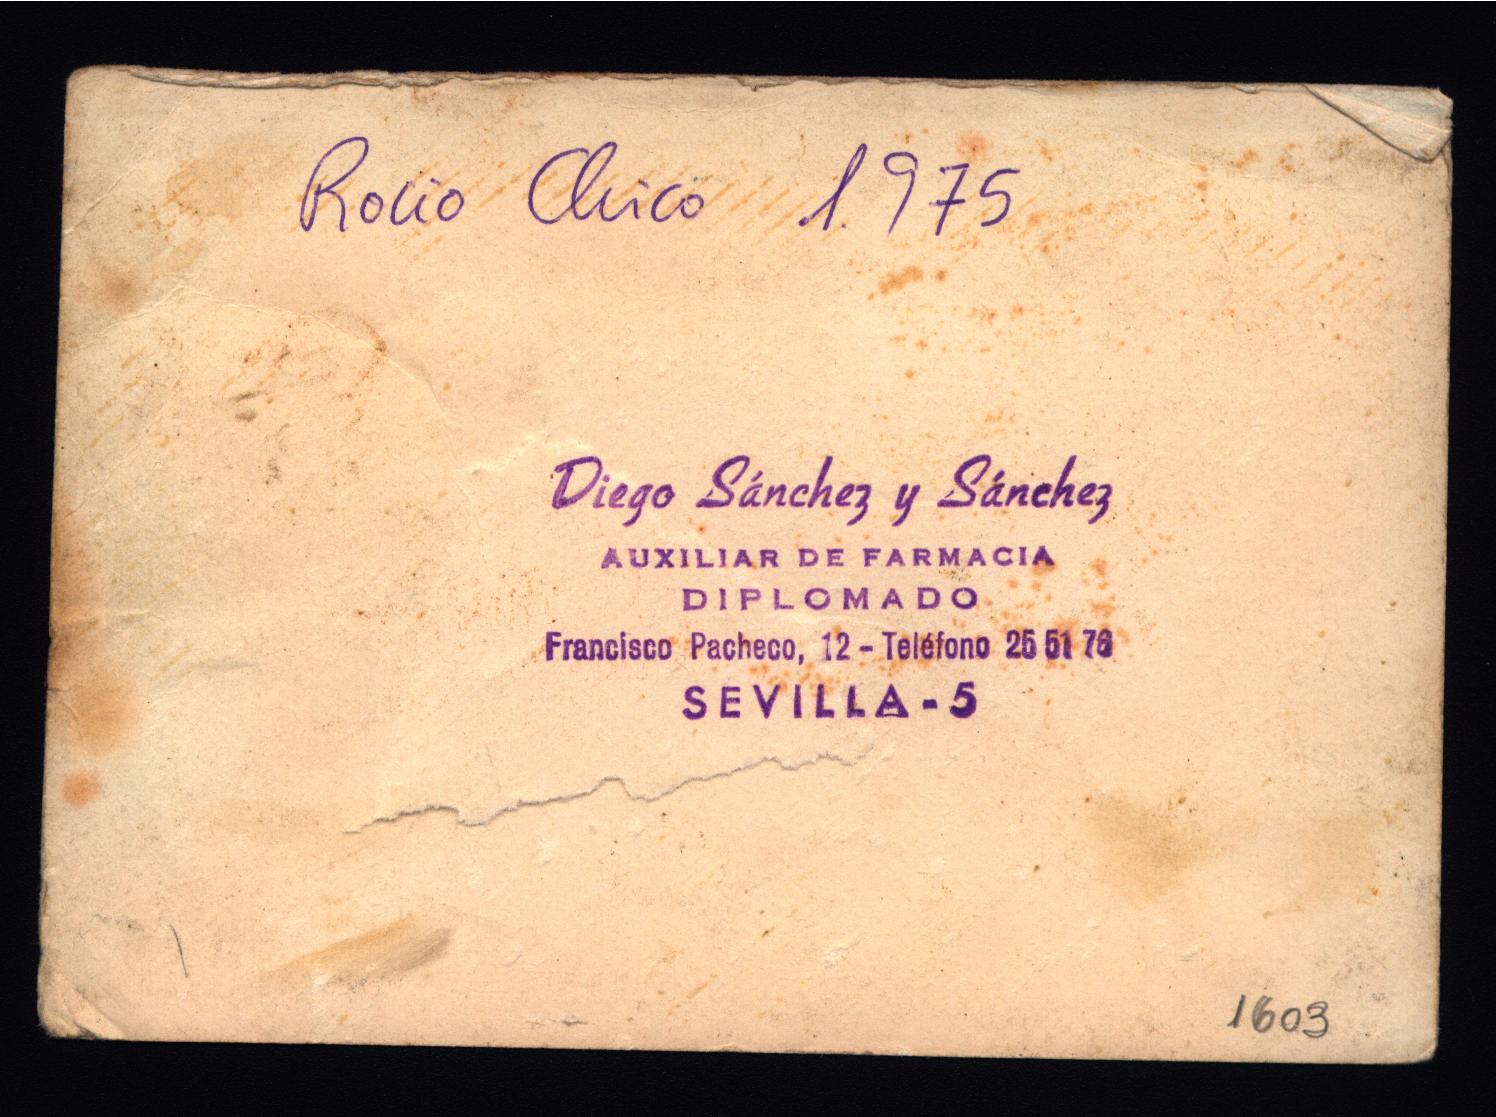 Rocio Chico 1.975
Diego Sánchez y Sánchez
AUXILIAR DE FARMACIA
DIPLOMADO
Francisco Pacheco, 12 - Teléfono 25 51 76
SEVILLA - 5
1603